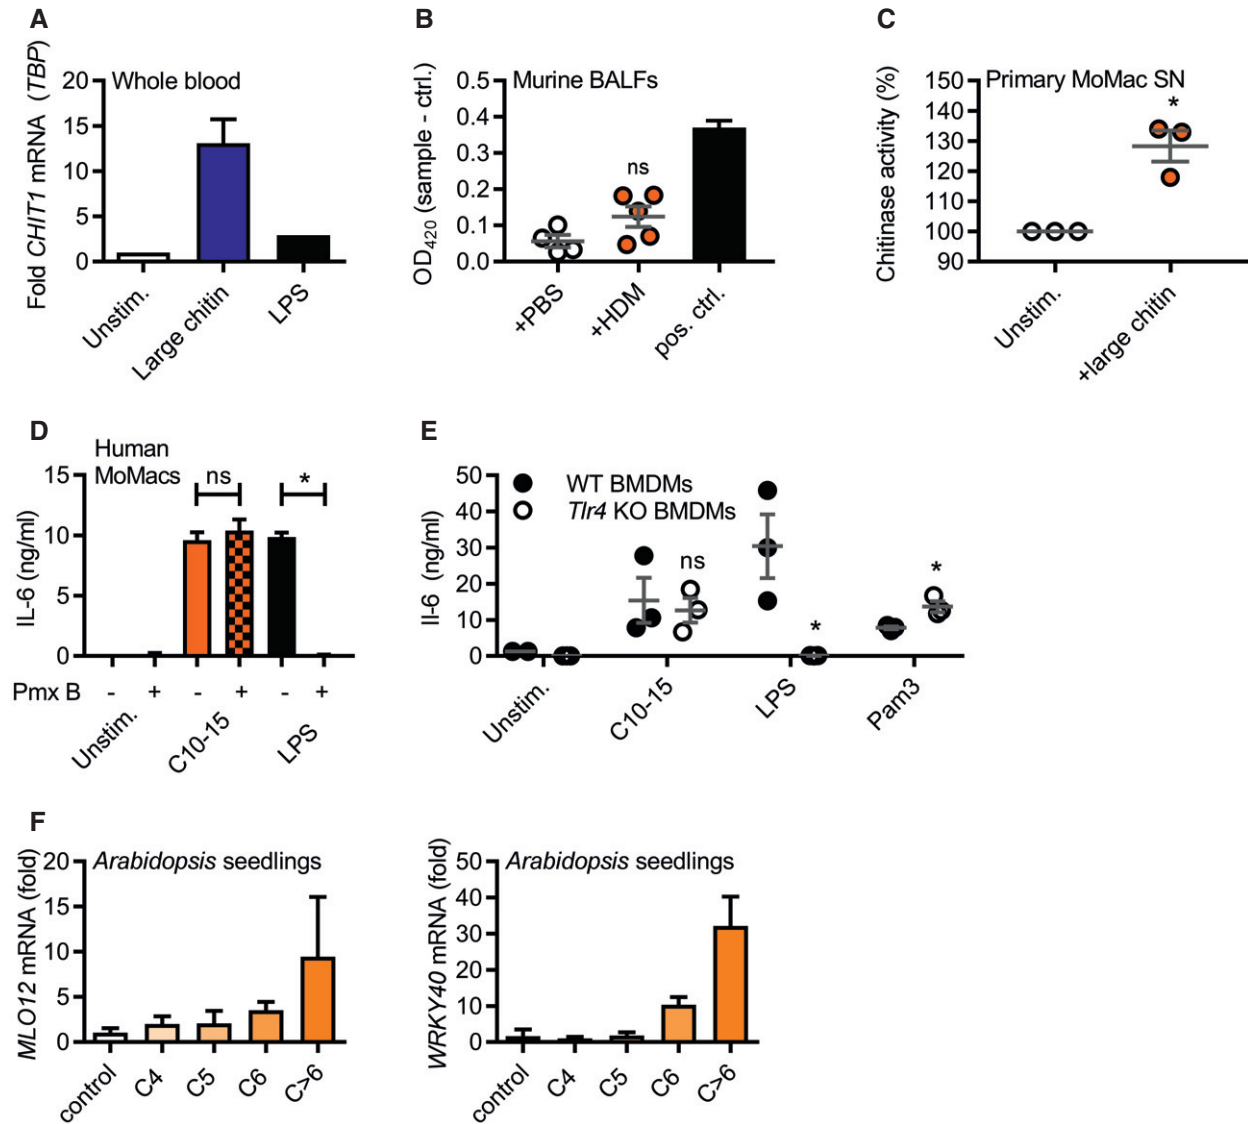 A
Fold CHIT1 mRNA (TBP)
Whole blood
20
15
10
5
0
Unstim.
Large chitin
LPS
B
OD420 (sample - ctrl.)
Murine BALFs
0.5
0.4
0.3
0.2
0.1
0.0
ns
+PBS
+HDM
pos. ctrl.
C
Chitinase activity (%)
Primary MoMac SN
150
140
130
120
110
100
90
*
Unstim.
+large chitin
D
Human
MoMacs
IL-6 (ng/ml)
15
10
5
0
ns
*
Pmx B - + - + - +
Unstim.
C10-15
LPS
E
Il-6 (ng/ml)
50
40
30
20
10
0
WT BMDMs
Tlr4 KO BMDMs
ns
*
*
Unstim.
C10-15
LPS
Pam3
F
MLO12 mRNA (fold)
Arabidopsis seedlings
20
15
10
5
0
control
C4
C5
C6
C>6
WRKY40 mRNA (fold)
Arabidopsis seedlings
50
40
30
20
10
0
control
C4
C5
C6
C>6